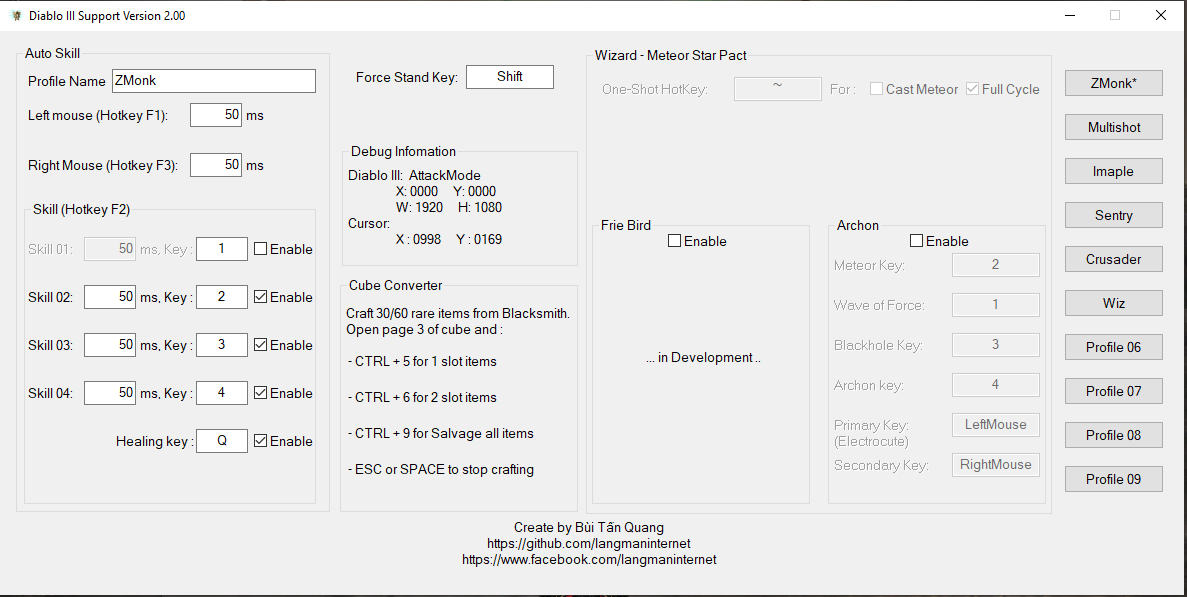 Diablo III Support Version 2.00
Auto Skill
Profile Name ZMonk
Left mouse (Hotkey F1): 50 ms
Right Mouse (Hotkey F3): 50 ms
Skill (Hotkey F2)
Skill 01: 50 ms, Key : 1 Enable
Skill 02: 50 ms, Key : 2 Enable
Skill 03: 50 ms, Key : 3 Enable
Skill 04: 50 ms, Key : 4 Enable
Healing key : Q Enable
Force Stand Key: Shift
Debug Infomation
Diablo III: AttackMode
X: 0000 Y: 0000
W: 1920 H: 1080
Cursor:
X : 0998 Y : 0169
Cube Converter
Craft 30/60 rare items from Blacksmith.
Open page 3 of cube and :
- CTRL + 5 for 1 slot items
- CTRL + 6 for 2 slot items
- CTRL + 9 for Salvage all items
- ESC or SPACE to stop crafting
Wizard - Meteor Star Pact
One-Shot HotKey: ~ For : Cast Meteor Full Cycle
Frie Bird
Enable
... in Development ..
Archon
Enable
Meteor Key: 2
Wave of Force: 1
Blackhole Key: 3
Archon key: 4
Primary Key: LeftMouse
(Electrocute)
Secondary Key: RightMouse
ZMonk*
Multishot
Imaple
Sentry
Crusader
Wiz
Profile 06
Profile 07
Profile 08
Profile 09
Create by Bùi Tấn Quang
https://github.com/langmaninternet
https://www.facebook.com/langmaninternet